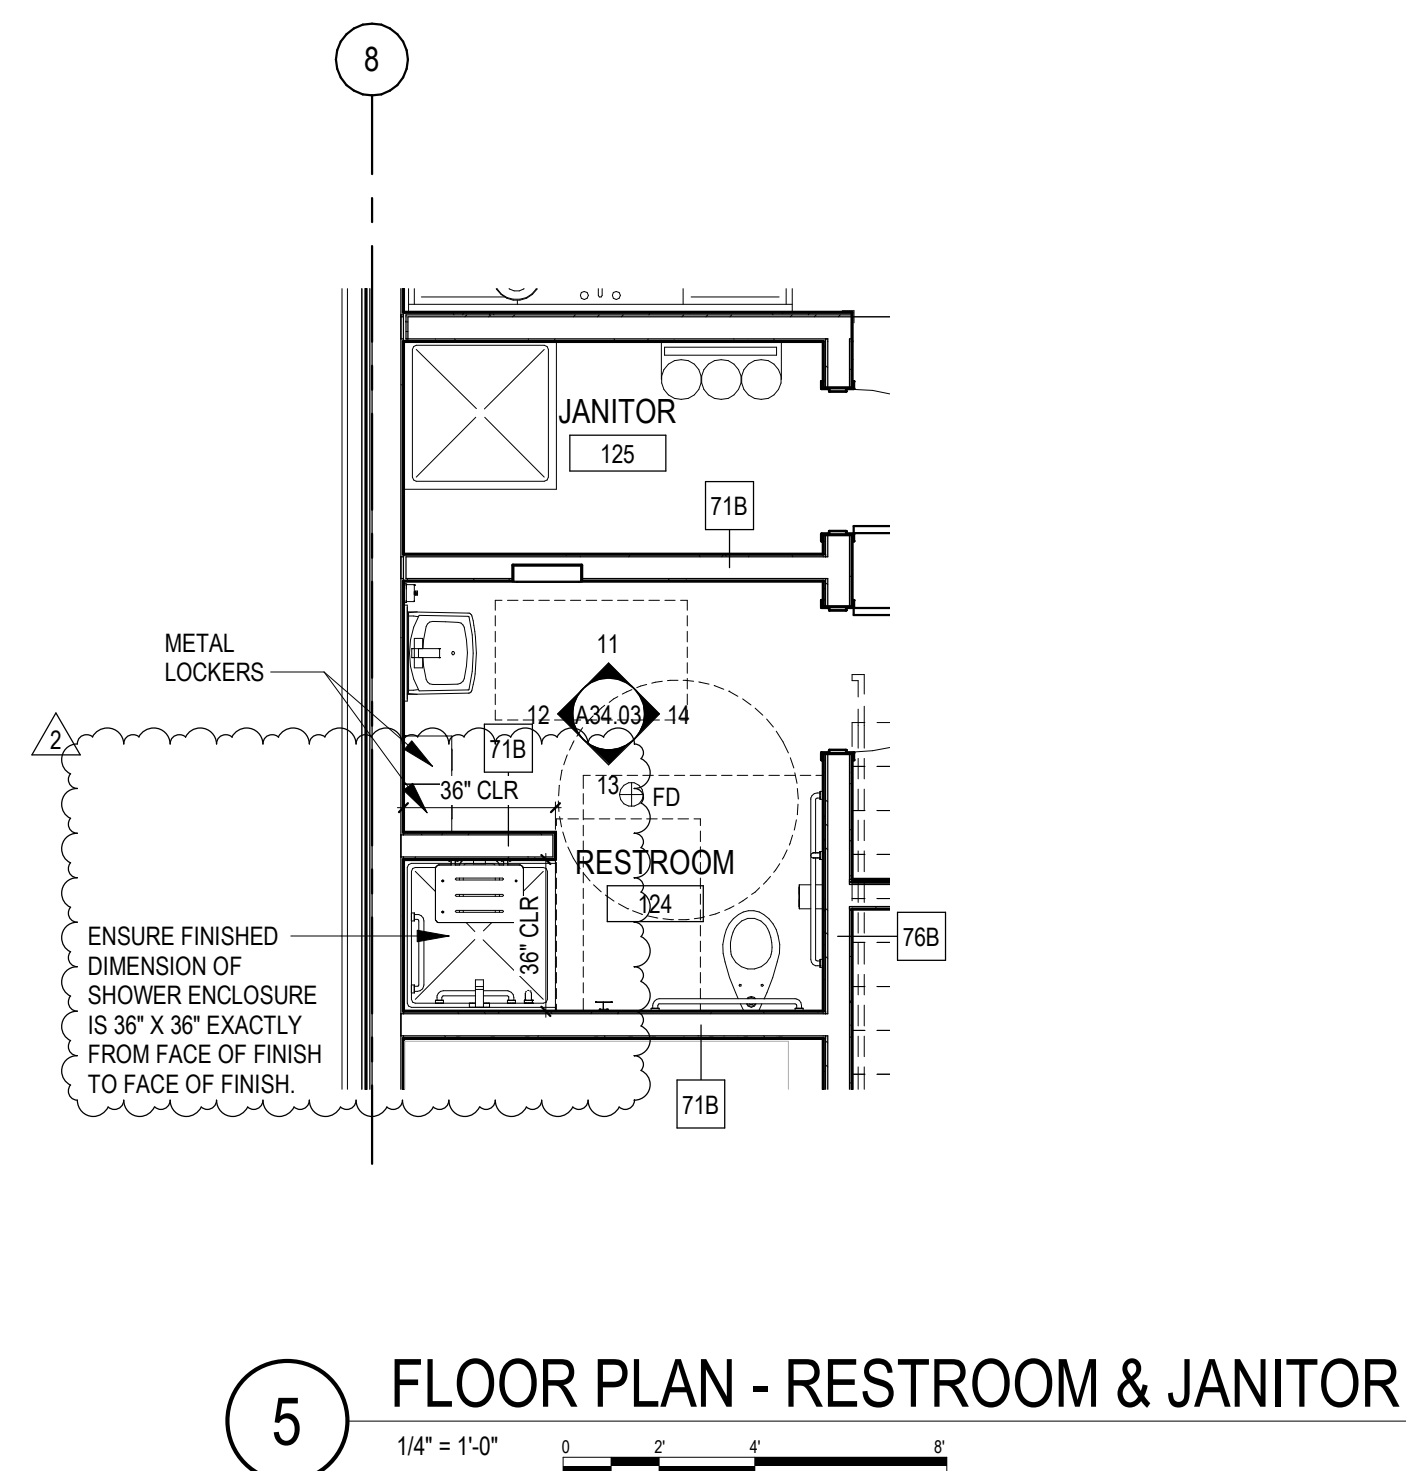 8
JANITOR
125
71B
METAL
LOCKERS
11
12
A34.03
14
13
2
71B
36" CLR
FD
RESTROOM
124
36" CLR
ENSURE FINISHED
DIMENSION OF
SHOWER ENCLOSURE
IS 36" X 36" EXACTLY
FROM FACE OF FINISH
TO FACE OF FINISH.
76B
71B
5
FLOOR PLAN - RESTROOM & JANITOR
1/4" = 1'-0"
0 2' 4' 8'